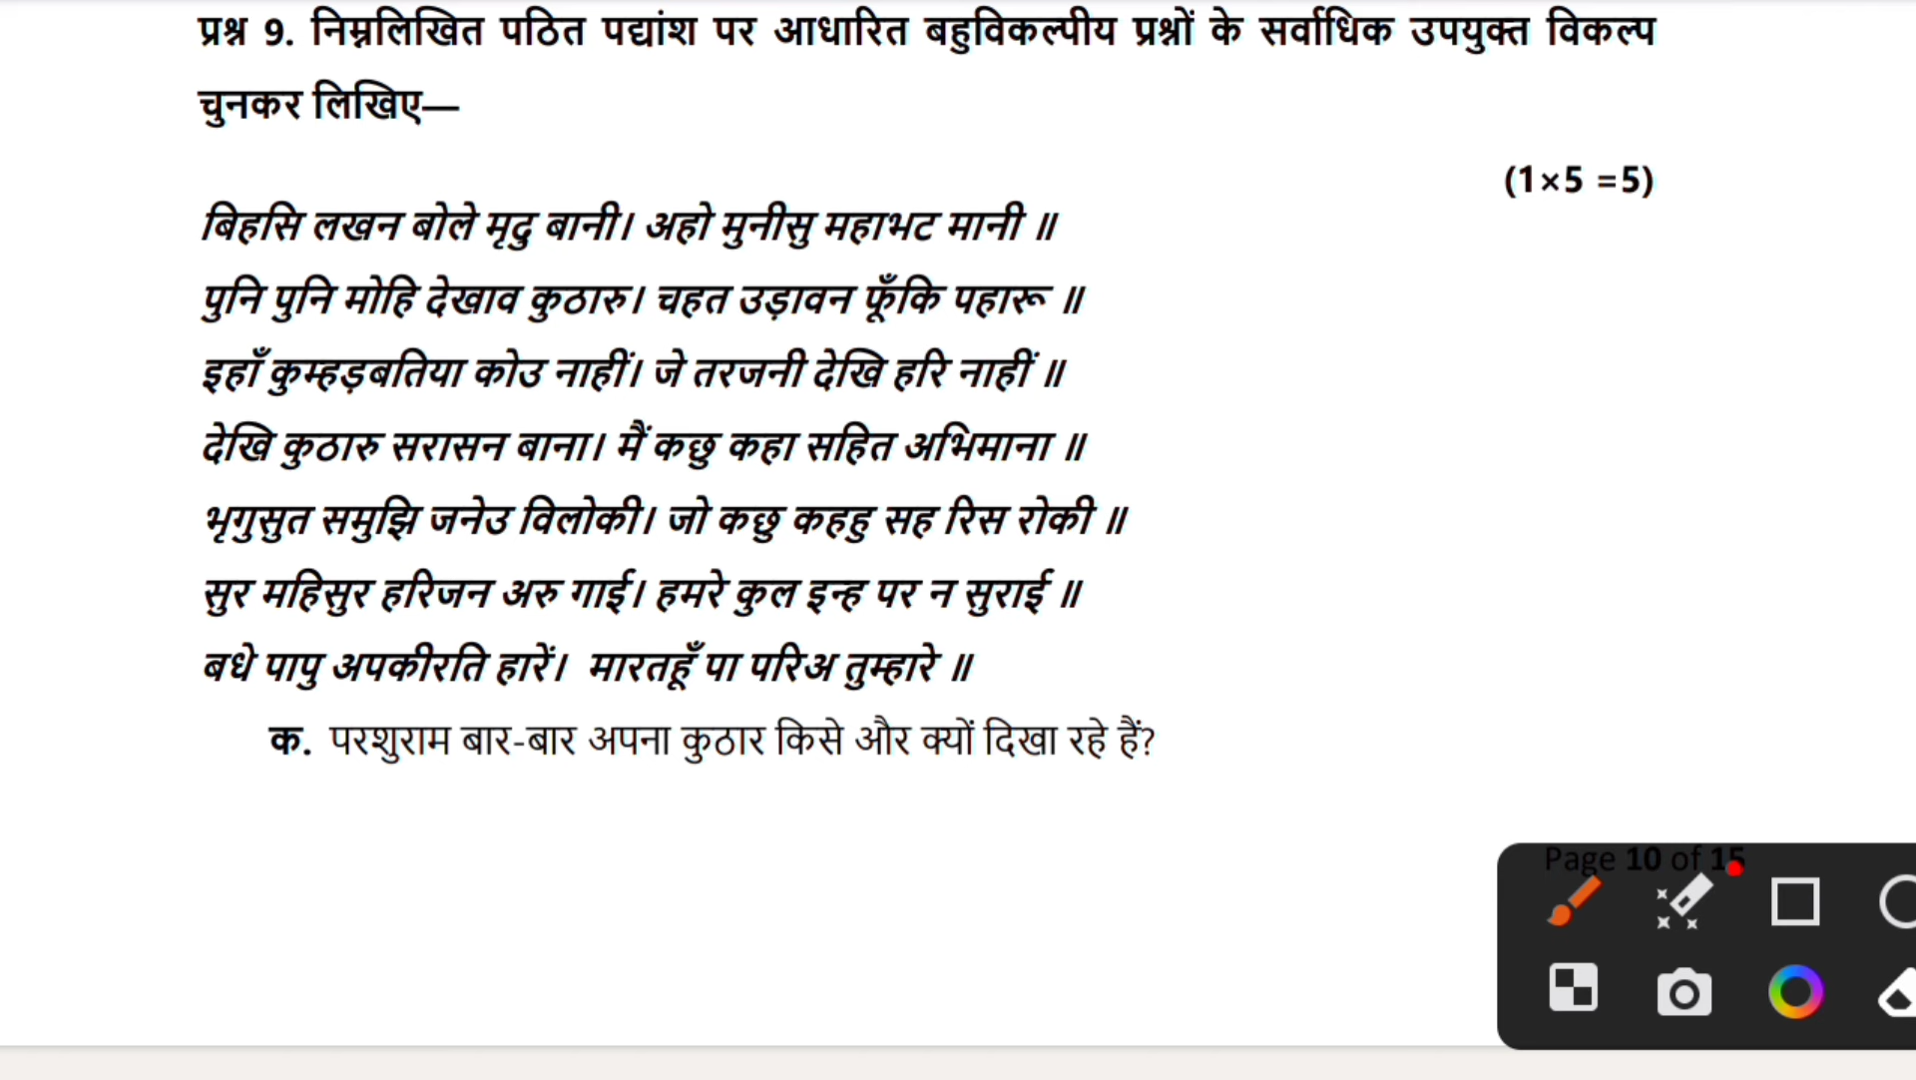 प्रश्न 9. निम्नलिखित पठित पद्यांश पर आधारित बहुविकल्पीय प्रश्नों के सर्वाधिक उपयुक्त विकल्प
चुनकर लिखिए—
(1×5 =5)
बिहसि लखन बोले मृदु बानी। अहो मुनीसु महाभट मानी ॥
पुनि पुनि मोहि देखाव कुठारु। चहत उड़ावन फूँकि पहारू ॥
इहाँ कुम्हड़बतिया कोउ नाहीं। जे तरजनी देखि हरि नाहीं ॥
देखि कुठारु सरासन बाना। मैं कछु कहा सहित अभिमाना ॥
भृगुसुत समुझि जनेउ विलोकी। जो कछु कहहु सह रिस रोकी ॥
सुर महिसुर हरिजन अरु गाई। हमरे कुल इन्ह पर न सुराई ॥
बधे पापु अपकीरति हारें। मारतहूँ पा परिअ तुम्हारे ॥
क. परशुराम बार-बार अपना कुठार किसे और क्यों दिखा रहे हैं?
Page 10 of 15